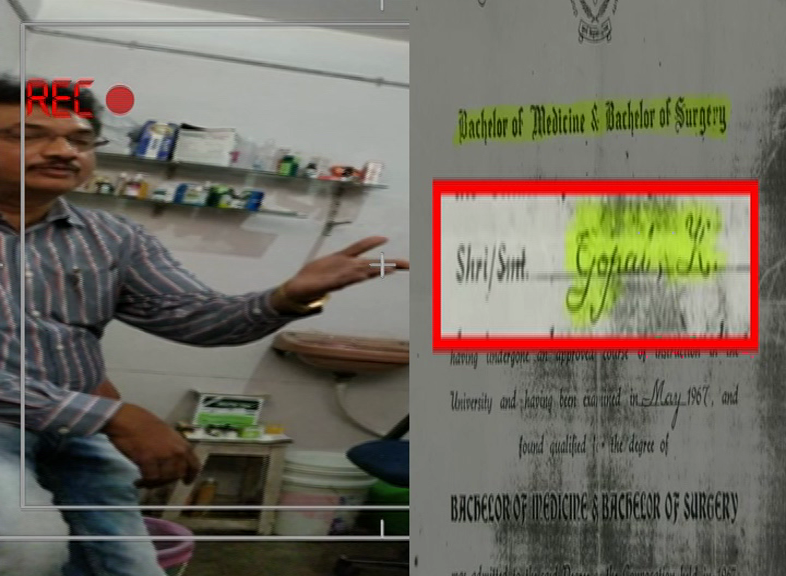 REC
Bachelor of Medicine & Bachelor of Surgery
Shri/Smt. Gopal, K.
having undergone an approved course of instruction of the
University and having been examined in May 1967, and
found qualified for the degree of
BACHELOR OF MEDICINE & BACHELOR OF SURGERY